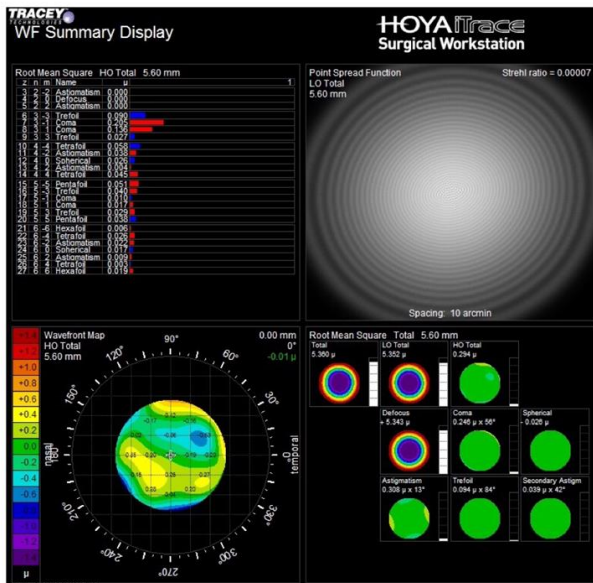 TRACEY
TECHNOLOGIES
WF Summary Display
HOYA iTrace
Surgical Workstation
Root Mean Square HO Total 5.60 mm
z n m Name µ 1
3 2 -2 Astigmatism 0.000
4 2 0 Defocus 0.000
5 2 2 Astigmatism 0.000
6 3 -3 Trefoil 0.090
7 3 -1 Coma 0.205
8 3 1 Coma 0.136
9 3 3 Trefoil 0.027
10 4 -4 Tetrafoil 0.058
11 4 -2 Astigmatism 0.038
12 4 0 Spherical 0.026
13 4 2 Astigmatism 0.004
14 4 4 Tetrafoil 0.045
15 5 -5 Pentafoil 0.051
16 5 -3 Trefoil 0.040
17 5 -1 Coma 0.010
18 5 1 Coma 0.017
19 5 3 Trefoil 0.029
20 5 5 Pentafoil 0.038
21 6 -6 Hexafoil 0.006
22 6 -4 Tetrafoil 0.026
23 6 -2 Astigmatism 0.022
24 6 0 Spherical 0.017
25 6 2 Astigmatism 0.009
26 6 4 Tetrafoil 0.003
27 6 6 Hexafoil 0.019
Point Spread Function Strehl ratio = 0.00007
LO Total
5.60 mm
Spacing: 10 arcmin
Wavefront Map 0.00 mm
HO Total 0°
5.60 mm -0.01 µ
90°
120° 60°
150° 30°
180° 0°
nasal temporal
210° 330°
240° 300°
270°
+1.2
+1.0
+0.8
+0.6
+0.4
+0.2
0.0
-0.2
-0.4
-0.6
µ
Root Mean Square Total 5.60 mm
Total LO Total HO Total
5.360 µ 5.352 µ 0.294 µ
Defocus Coma Spherical
+ 5.343 µ 0.246 µ x 56° - 0.026 µ
Astigmatism Trefoil Secondary Astigm
0.308 µ x 13° 0.094 µ x 84° 0.039 µ x 42°